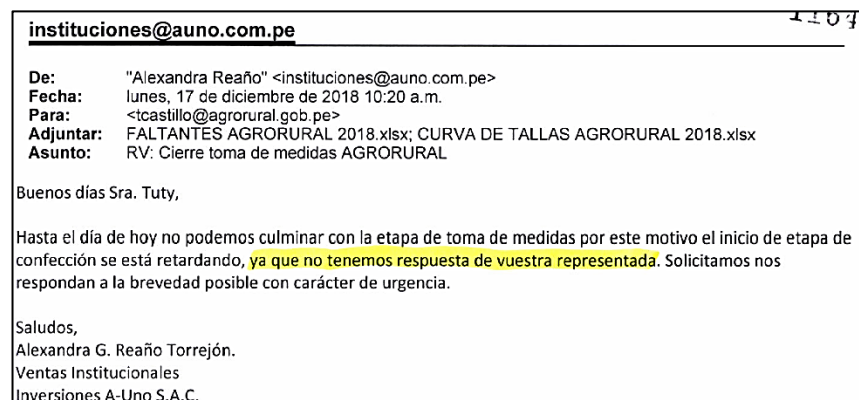 instituciones@auno.com.pe
De: "Alexandra Reaño" <instituciones@auno.com.pe>
Fecha: lunes, 17 de diciembre de 2018 10:20 a.m.
Para: <tcastillo@agrorural.gob.pe>
Adjuntar: FALTANTES AGRORURAL 2018.xlsx; CURVA DE TALLAS AGRORURAL 2018.xlsx
Asunto: RV: Cierre toma de medidas AGRORURAL
Buenos días Sra. Tuty,
Hasta el día de hoy no podemos culminar con la etapa de toma de medidas por este motivo el inicio de etapa de
confección se está retardando, ya que no tenemos respuesta de vuestra representada. Solicitamos nos
respondan a la brevedad posible con carácter de urgencia.
Saludos,
Alexandra G. Reaño Torrejón.
Ventas Institucionales
Inversiones A-Uno S.A.C.